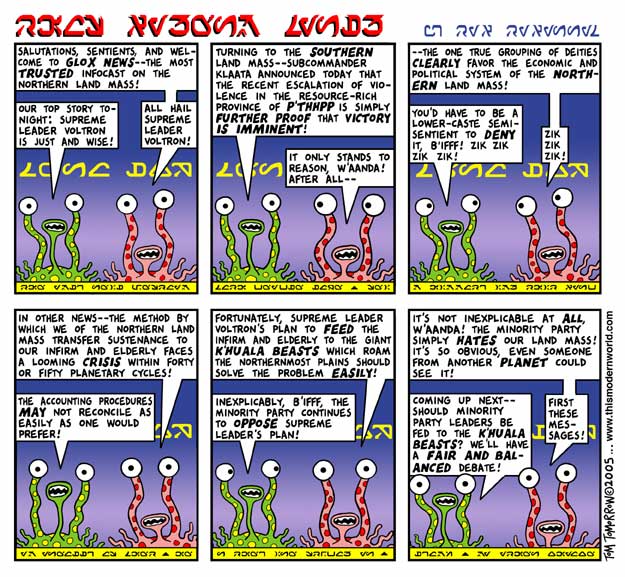 SALUTATIONS, SENTIENTS, AND WEL-
COME TO GLOX NEWS--THE MOST
TRUSTED INFOCAST ON THE
NORTHERN LAND MASS!
OUR TOP STORY TO-
NIGHT: SUPREME
LEADER VOLTRON
IS JUST AND WISE!
ALL HAIL
SUPREME
LEADER
VOLTRON!
TURNING TO THE SOUTHERN
LAND MASS--SUBCOMMANDER
KLAATA ANNOUNCED TODAY THAT
THE RECENT ESCALATION OF VIO-
LENCE IN THE RESOURCE-RICH
PROVINCE OF P'THHPP IS SIMPLY
FURTHER PROOF THAT VICTORY
IS IMMINENT!
IT ONLY STANDS TO
REASON, W'AANDA!
AFTER ALL--
--THE ONE TRUE GROUPING OF DEITIES
CLEARLY FAVOR THE ECONOMIC AND
POLITICAL SYSTEM OF THE NORTH-
ERN LAND MASS!
YOU'D HAVE TO BE A
LOWER-CASTE SEMI-
SENTIENT TO DENY
IT, B'IFFF! ZIK ZIK
ZIK ZIK!
ZIK
ZIK
ZIK!
IN OTHER NEWS--THE METHOD BY
WHICH WE OF THE NORTHERN LAND
MASS TRANSFER SUSTENANCE TO
OUR INFIRM AND ELDERLY FACES
A LOOMING CRISIS WITHIN FORTY
OR FIFTY PLANETARY CYCLES!
THE ACCOUNTING PROCEDURES
MAY NOT RECONCILE AS
EASILY AS ONE WOULD
PREFER!
FORTUNATELY, SUPREME LEADER
VOLTRON'S PLAN TO FEED THE
INFIRM AND ELDERLY TO THE GIANT
K'HUALA BEASTS WHICH ROAM
THE NORTHERNMOST PLAINS SHOULD
SOLVE THE PROBLEM EASILY!
INEXPLICABLY, B'IFFF, THE
MINORITY PARTY CONTINUES
TO OPPOSE SUPREME
LEADER'S PLAN!
IT'S NOT INEXPLICABLE AT ALL,
W'AANDA! THE MINORITY PARTY
SIMPLY HATES OUR LAND MASS!
IT'S SO OBVIOUS, EVEN SOMEONE
FROM ANOTHER PLANET COULD
SEE IT!
COMING UP NEXT--
SHOULD MINORITY
PARTY LEADERS BE
FED TO THE K'HUALA
BEASTS? WE'LL HAVE
A FAIR AND BAL-
ANCED DEBATE!
FIRST
THESE
MES-
SAGES!
TOM TOMORROW©2005 ... www.thismodernworld.com